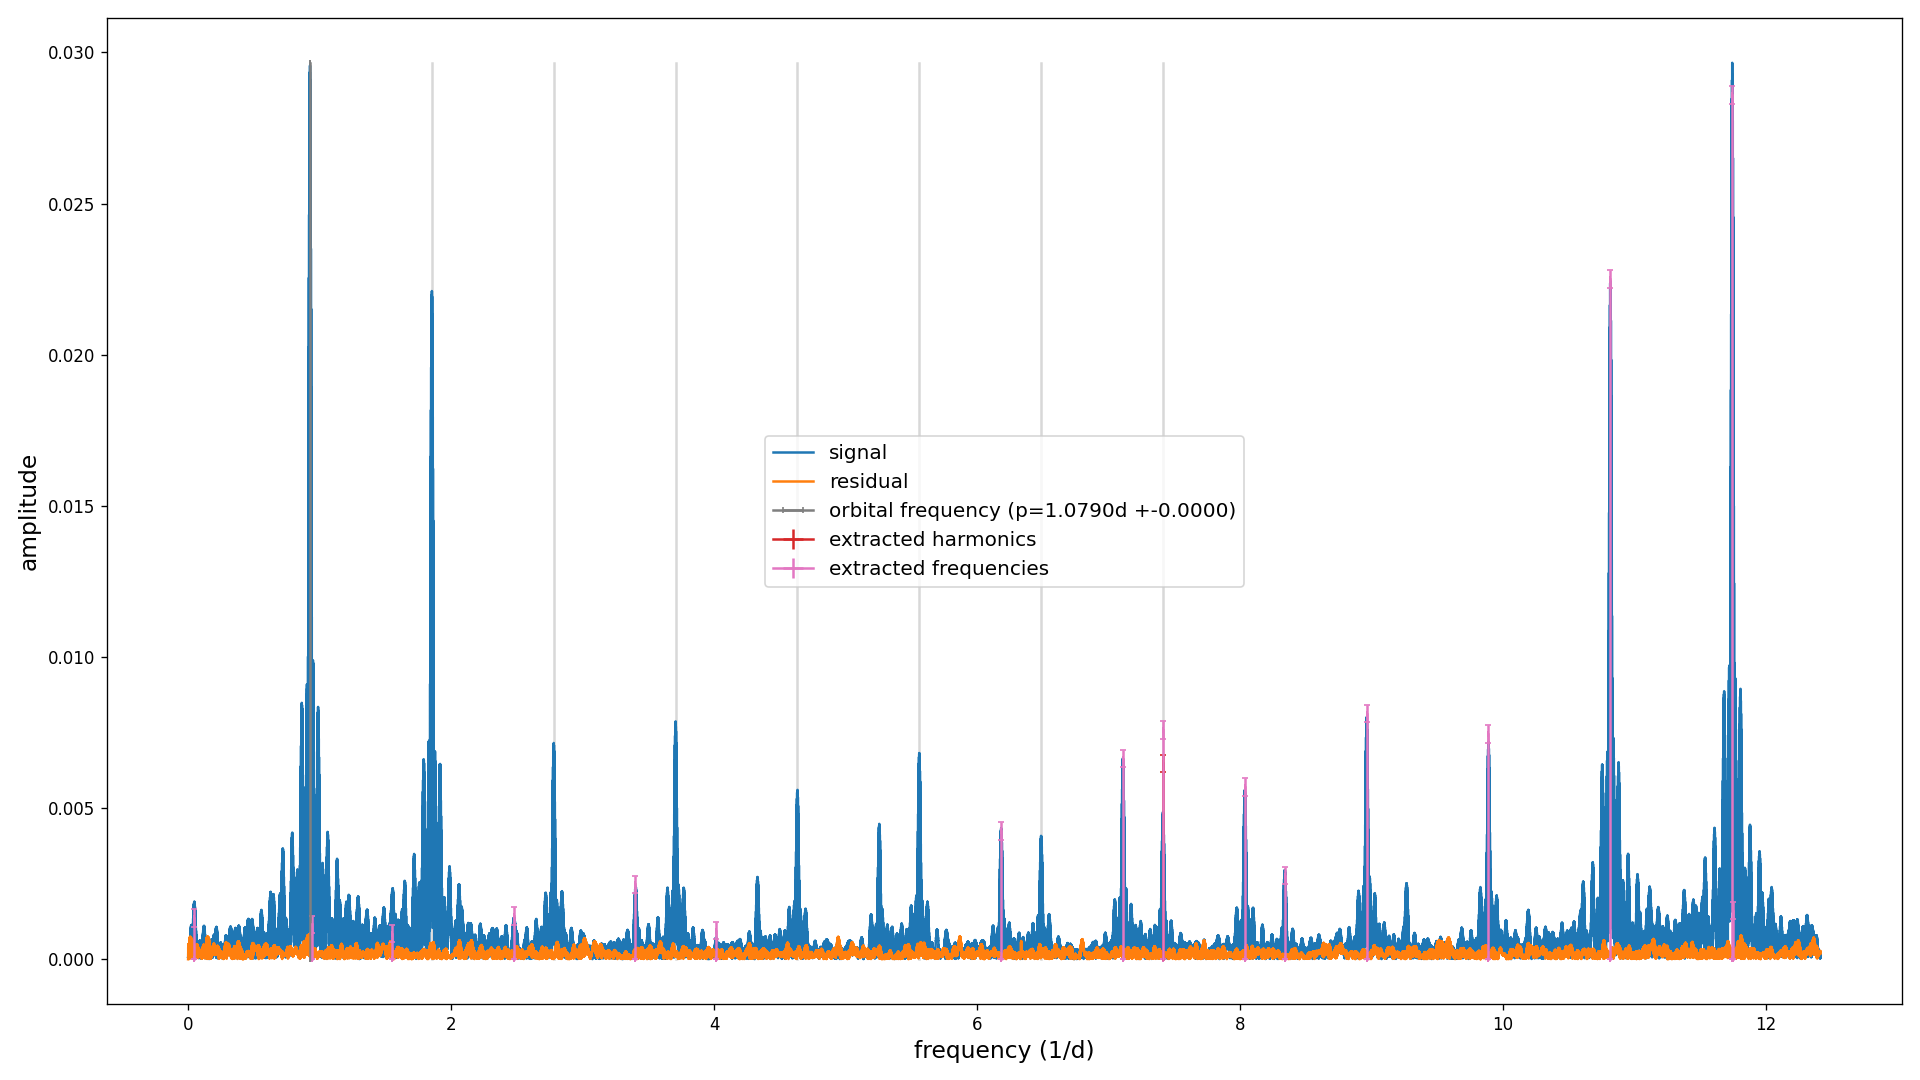 0.030
0.025
0.020
0.015
0.010
0.005
0.000
amplitude
signal
residual
orbital frequency (p=1.0790d +-0.0000)
extracted harmonics
extracted frequencies
0 2 4 6 8 10 12
frequency (1/d)